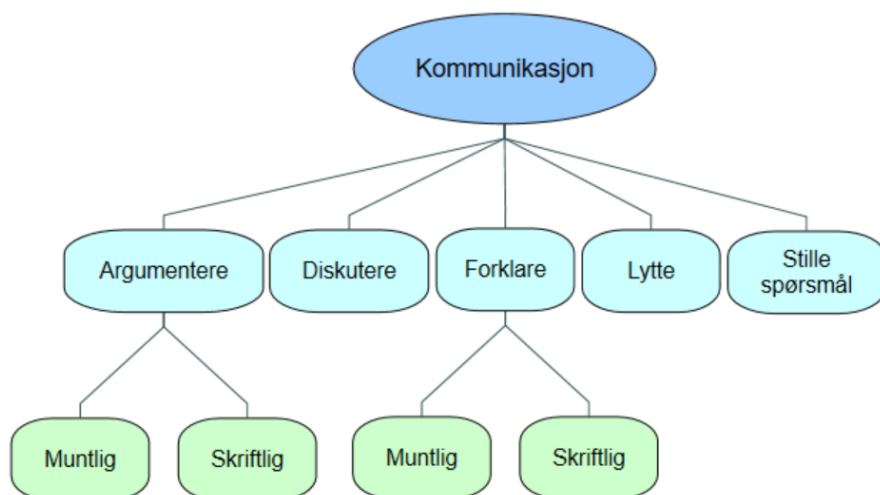 Kommunikasjon
Argumentere
Diskutere
Forklare
Lytte
Stille
spørsmål
Muntlig
Skriftlig
Muntlig
Skriftlig